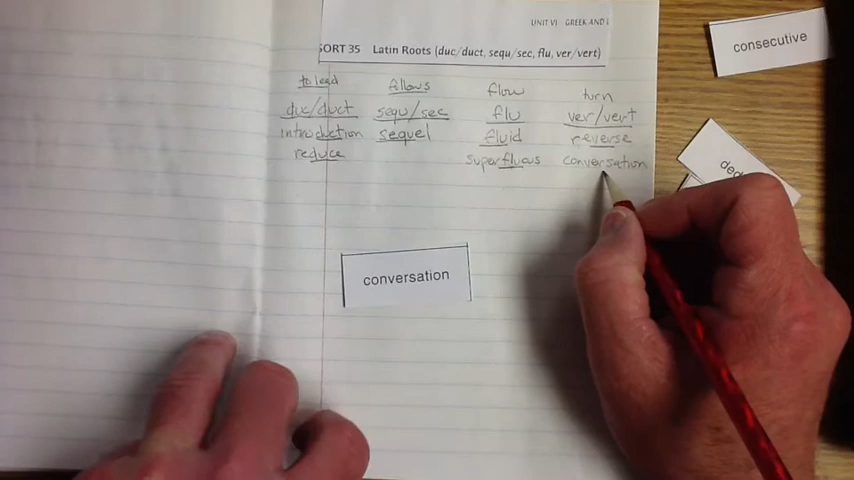 UNIT VI GREEK AND
SORT 35 Latin Roots (duc/duct, sequ/sec, flu, ver/vert)
to lead follows flow turn
duc/duct sequ/sec flu ver/vert
introduction sequel fluid reverse
reduce superfluous conversation
conversation
consecutive